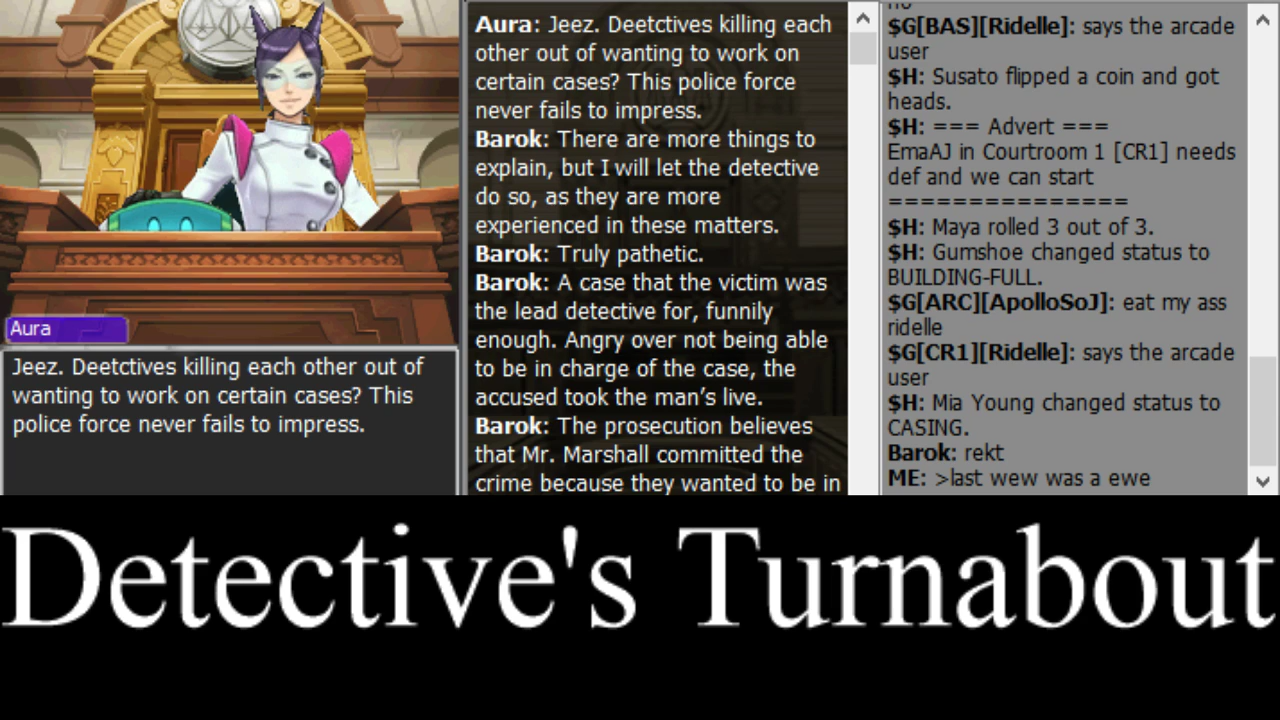 Aura
Jeez. Deetctives killing each other out of
wanting to work on certain cases? This
police force never fails to impress.
Aura: Jeez. Deetctives killing each
other out of wanting to work on
certain cases? This police force
never fails to impress.
Barok: There are more things to
explain, but I will let the detective
do so, as they are more
experienced in these matters.
Barok: Truly pathetic.
Barok: A case that the victim was
the lead detective for, funnily
enough. Angry over not being able
to be in charge of the case, the
accused took the man’s live.
Barok: The prosecution believes
that Mr. Marshall committed the
crime because they wanted to be in
$G[BAS][Ridelle]: says the arcade
user
$H: Susato flipped a coin and got
heads.
$H: === Advert ===
EmaAJ in Courtroom 1 [CR1] needs
def and we can start
===============
$H: Maya rolled 3 out of 3.
$H: Gumshoe changed status to
BUILDING-FULL.
$G[ARC][ApolloSoJ]: eat my ass
ridelle
$G[CR1][Ridelle]: says the arcade
user
$H: Mia Young changed status to
CASING.
Barok: rekt
ME: >last wew was a ewe
Detective's Turnabout